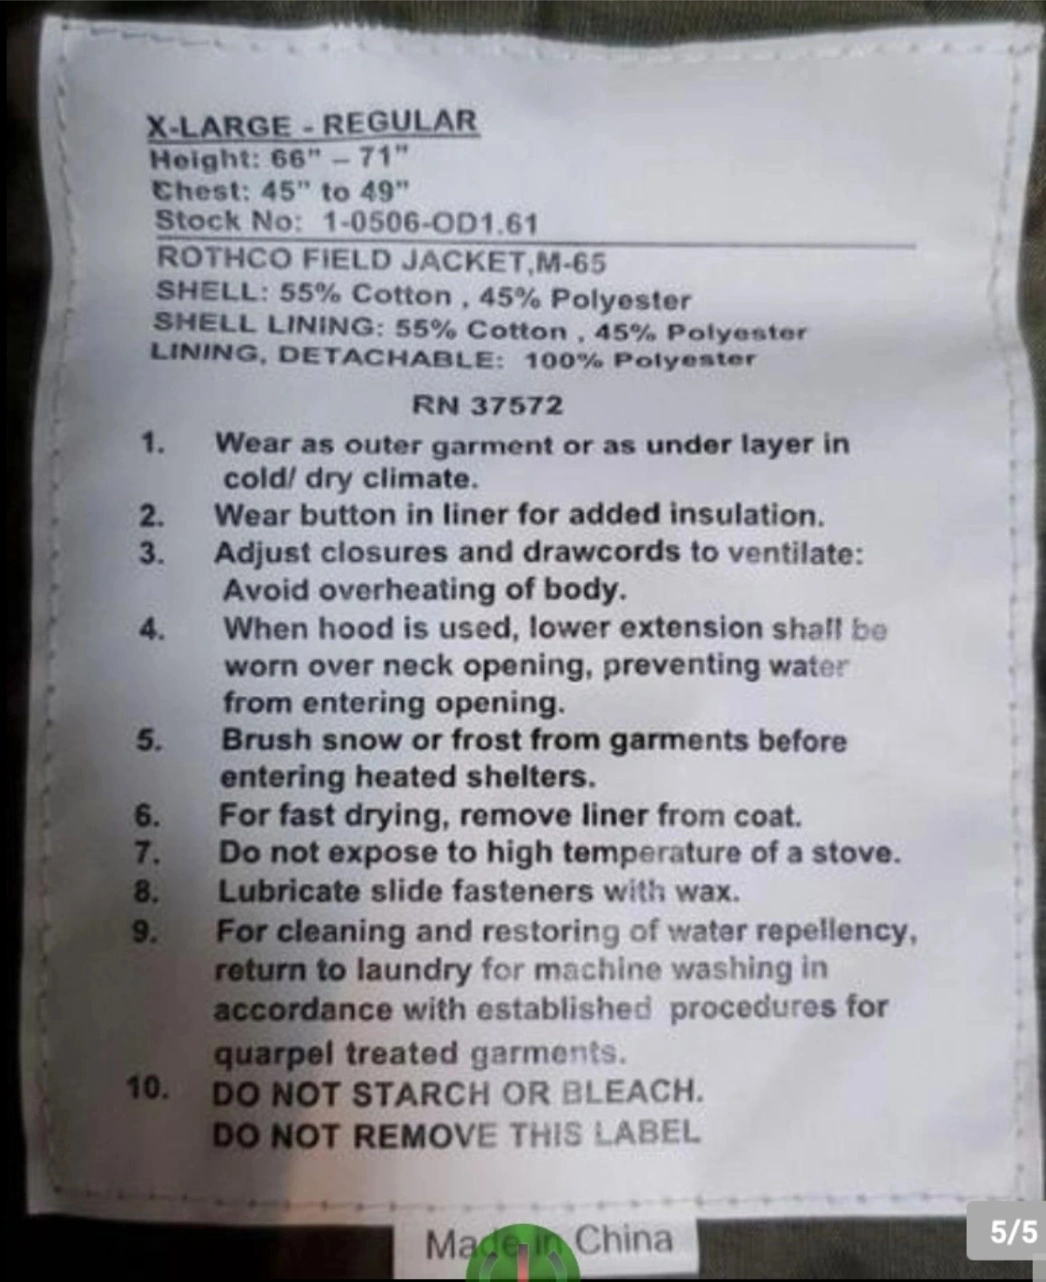 X-LARGE - REGULAR
Height: 66" – 71"
Chest: 45" to 49"
Stock No: 1-0506-OD1.61
ROTHCO FIELD JACKET,M-65
SHELL: 55% Cotton , 45% Polyester
SHELL LINING: 55% Cotton , 45% Polyester
LINING, DETACHABLE: 100% Polyester
RN 37572
1. Wear as outer garment or as under layer in
cold/ dry climate.
2. Wear button in liner for added insulation.
3. Adjust closures and drawcords to ventilate:
Avoid overheating of body.
4. When hood is used, lower extension shall be
worn over neck opening, preventing water
from entering opening.
5. Brush snow or frost from garments before
entering heated shelters.
6. For fast drying, remove liner from coat.
7. Do not expose to high temperature of a stove.
8. Lubricate slide fasteners with wax.
9. For cleaning and restoring of water repellency,
return to laundry for machine washing in
accordance with established procedures for
quarpel treated garments.
10. DO NOT STARCH OR BLEACH.
DO NOT REMOVE THIS LABEL
Made in China
5/5